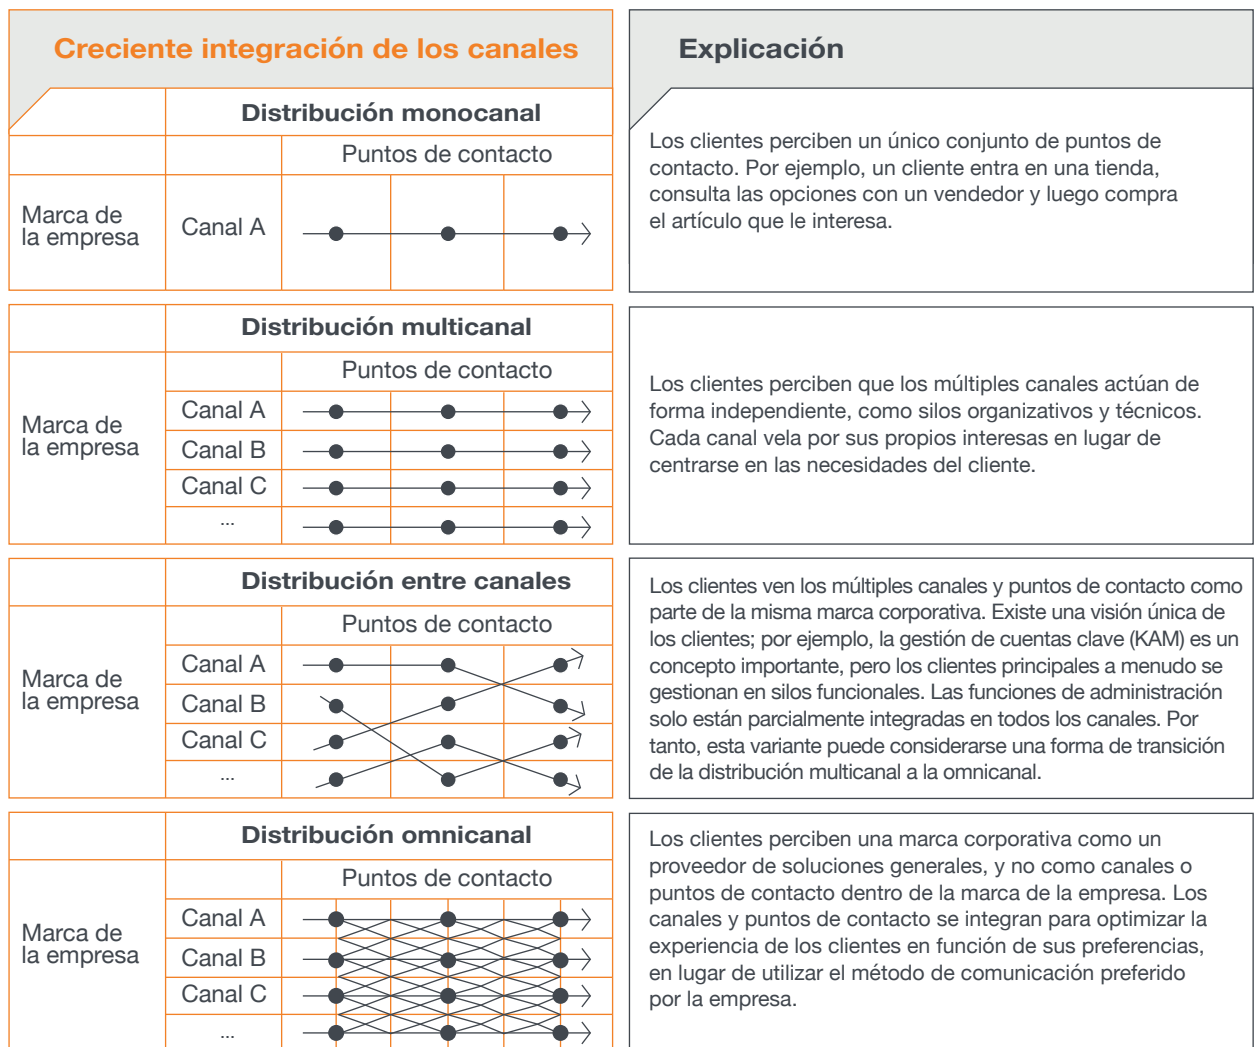 Creciente integración de los canales
Explicación
Distribución monocanal
Puntos de contacto
Marca de
la empresa
Canal A
Los clientes perciben un único conjunto de puntos de
contacto. Por ejemplo, un cliente entra en una tienda,
consulta las opciones con un vendedor y luego compra
el artículo que le interesa.
Distribución multicanal
Puntos de contacto
Marca de
la empresa
Canal A
Canal B
Canal C
...
Los clientes perciben que los múltiples canales actúan de
forma independiente, como silos organizativos y técnicos.
Cada canal vela por sus propios interesas en lugar de
centrarse en las necesidades del cliente.
Distribución entre canales
Puntos de contacto
Marca de
la empresa
Canal A
Canal B
Canal C
...
Los clientes ven los múltiples canales y puntos de contacto como
parte de la misma marca corporativa. Existe una visión única de
los clientes; por ejemplo, la gestión de cuentas clave (KAM) es un
concepto importante, pero los clientes principales a menudo se
gestionan en silos funcionales. Las funciones de administración
solo están parcialmente integradas en todos los canales. Por
tanto, esta variante puede considerarse una forma de transición
de la distribución multicanal a la omnicanal.
Distribución omnicanal
Puntos de contacto
Marca de
la empresa
Canal A
Canal B
Canal C
...
Los clientes perciben una marca corporativa como un
proveedor de soluciones generales, y no como canales o
puntos de contacto dentro de la marca de la empresa. Los
canales y puntos de contacto se integran para optimizar la
experiencia de los clientes en función de sus preferencias,
en lugar de utilizar el método de comunicación preferido
por la empresa.